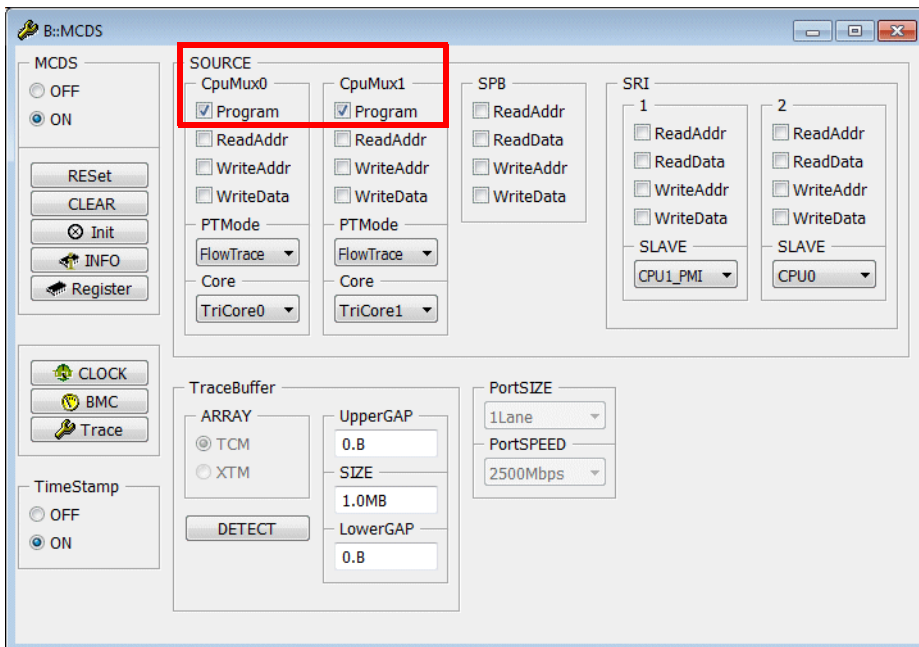 B::MCDS
MCDS
OFF
ON
RESet
CLEAR
Init
INFO
Register
CLOCK
BMC
Trace
TimeStamp
OFF
ON
SOURCE
CpuMux0
Program
ReadAddr
WriteAddr
WriteData
PTMode
FlowTrace
Core
TriCore0
CpuMux1
Program
ReadAddr
WriteAddr
WriteData
PTMode
FlowTrace
Core
TriCore1
SPB
ReadAddr
ReadData
WriteAddr
WriteData
SRI
1
ReadAddr
ReadData
WriteAddr
WriteData
SLAVE
CPU1_PMI
2
ReadAddr
ReadData
WriteAddr
WriteData
SLAVE
CPU0
TraceBuffer
ARRAY
TCM
XTM
DETECT
UpperGAP
0.B
SIZE
1.0MB
LowerGAP
0.B
PortSIZE
1Lane
PortSPEED
2500Mbps